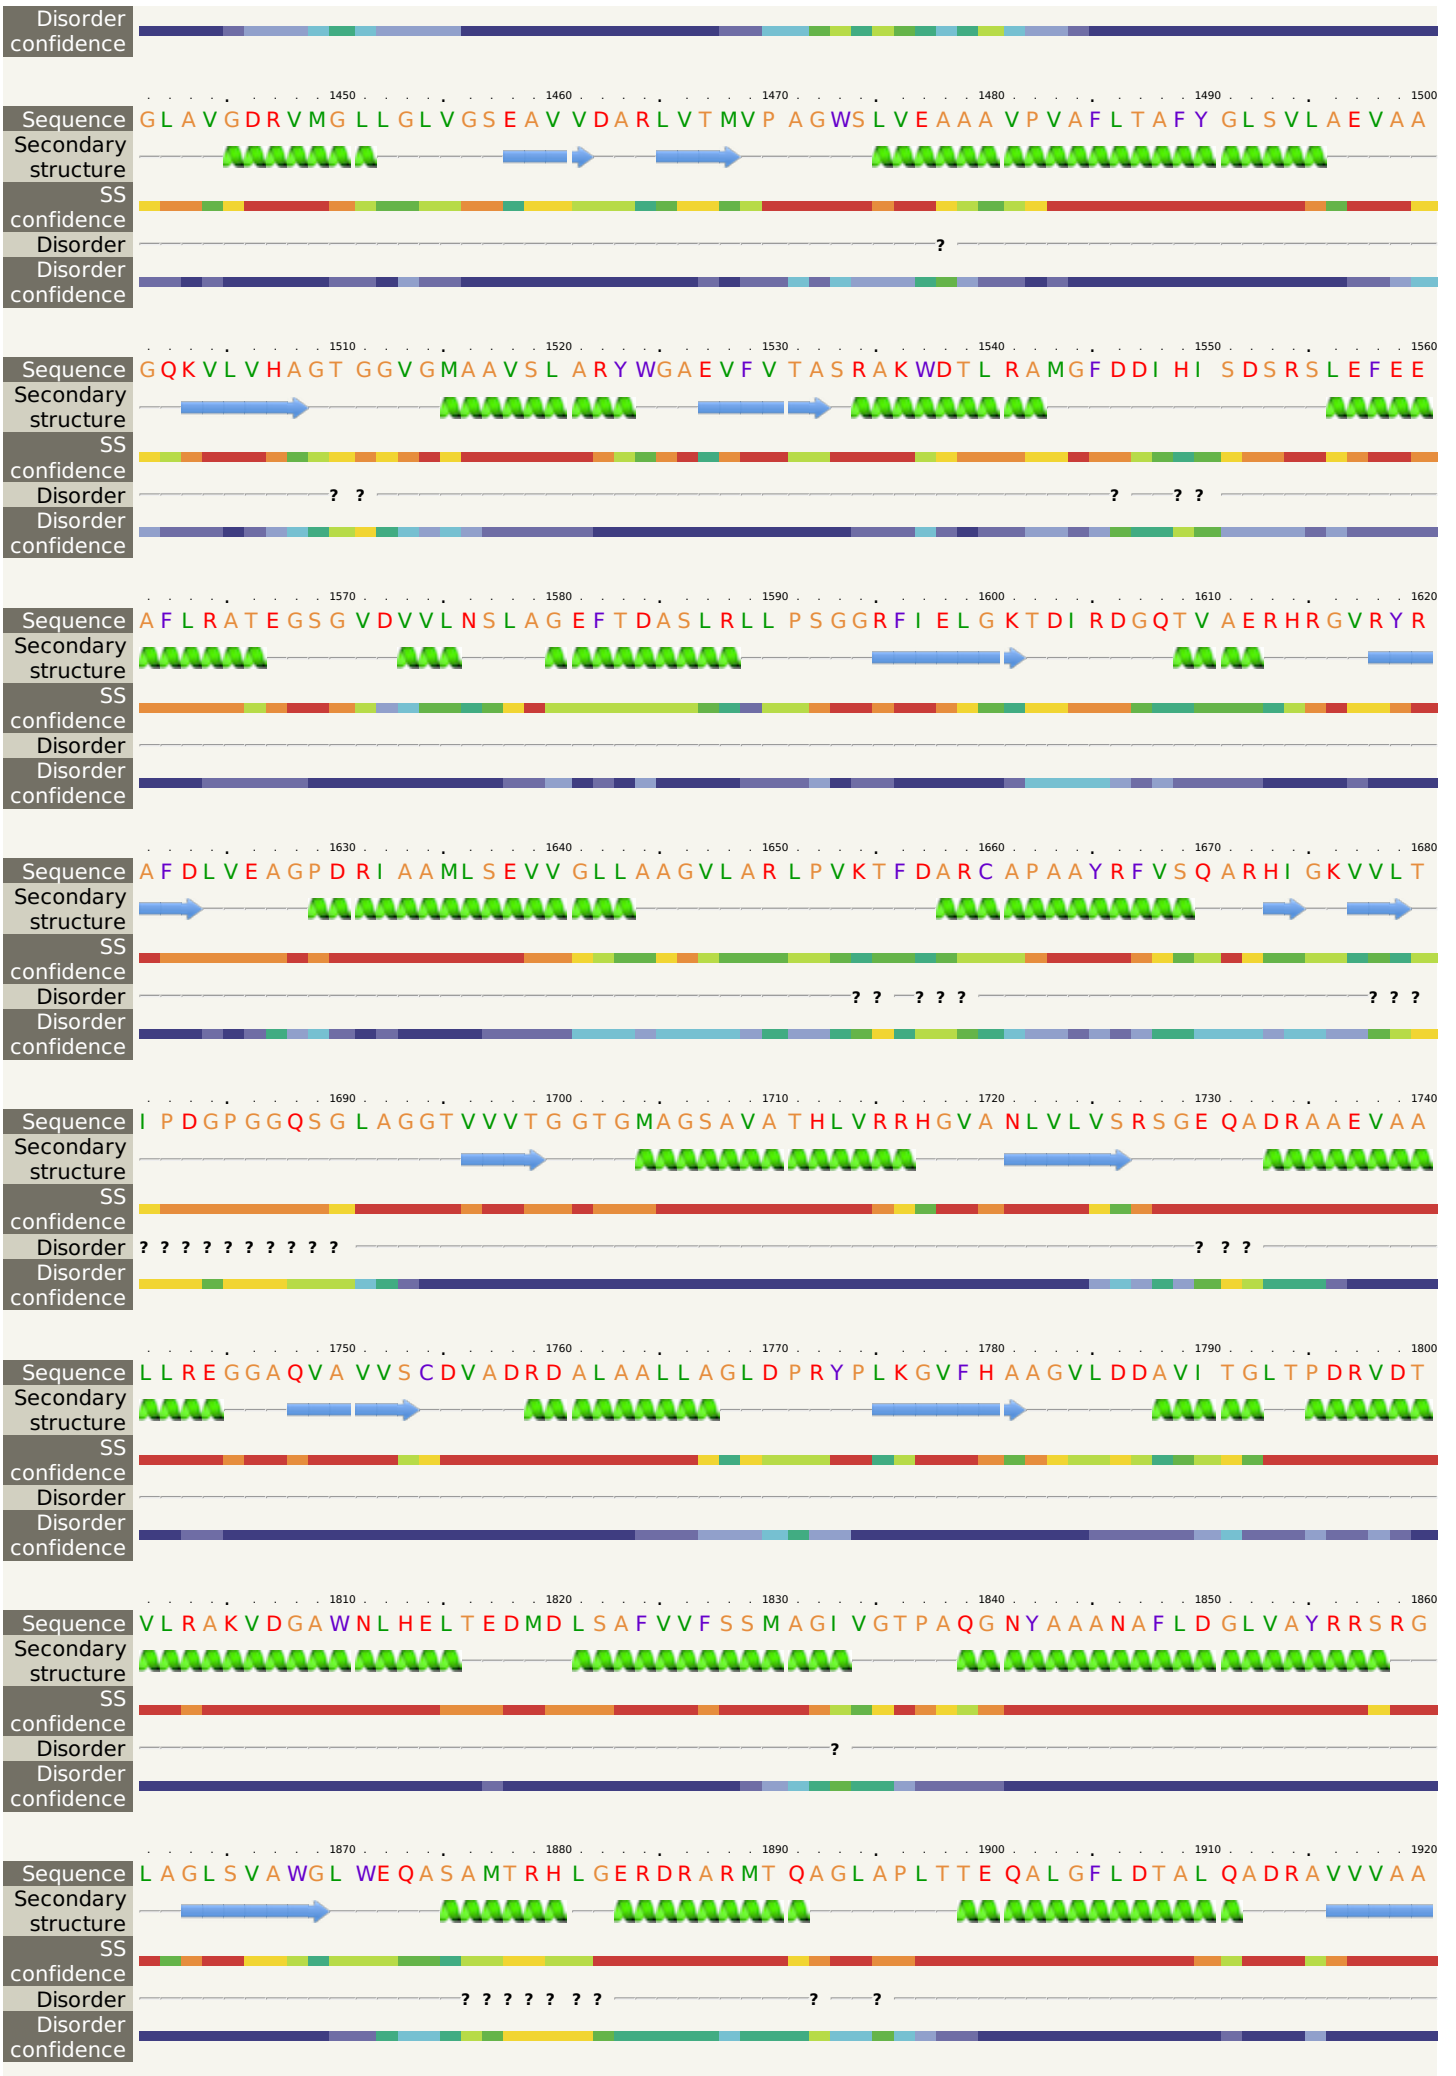 Disorder
confidence
1450 1460 1470 1480 1490 1500
Sequence GLAVGDRVMGLLGLVGSEAVVDARLVTMVPAGWSLVEAAAVPVAFLTAFYGLSVLAEVAA
Secondary
structure
SS
confidence
Disorder ?
Disorder
confidence
1510 1520 1530 1540 1550 1560
Sequence GQKVLVHAGTGGVGMAAVSLARYWGAEVFVTASRAKWDTLRAMGFDDIHISDSRSLEFEE
Secondary
structure
SS
confidence
Disorder ? ? ? ? ?
Disorder
confidence
1570 1580 1590 1600 1610 1620
Sequence AFLRATEGSGVDVVLNSLAGEFTDASLRLLPSGGRFIELGKTDIRDGQTVAERHRGVRYR
Secondary
structure
SS
confidence
Disorder
Disorder
confidence
1630 1640 1650 1660 1670 1680
Sequence AFDLVEAGPDRIAAMLSEVVGLLAAGVLARLPVKTFDARCAPAAYRFVSQARHIGKVVLT
Secondary
structure
SS
confidence
Disorder ? ? ? ? ? ? ? ?
Disorder
confidence
1690 1700 1710 1720 1730 1740
Sequence IPDGPGGQSGLAGGTVVVTGGTGMAGSAVATHLVRRHGVANLVLVSRSGEQADRAAEVAA
Secondary
structure
SS
confidence
Disorder ? ? ? ? ? ? ? ? ? ? ? ? ?
Disorder
confidence
1750 1760 1770 1780 1790 1800
Sequence LLREGGAQVAVVSCDVADRDALAALLAGLDPRYPLKGVFHAAGVLDDAVITGLTPDRVDT
Secondary
structure
SS
confidence
Disorder
Disorder
confidence
1810 1820 1830 1840 1850 1860
Sequence VLRAKVDGAWNLHELTEDMDLSAFVVFSSMAGIVGTPAQGNYAAANAFLDGLVAYRRSRG
Secondary
structure
SS
confidence
Disorder ?
Disorder
confidence
1870 1880 1890 1900 1910 1920
Sequence LAGLSVAWGLWEQASAMTRHLGERDRARMTQAGLAPLTTEQALGFLDTALQADRAVVVAA
Secondary
structure
SS
confidence
Disorder ? ? ? ? ? ? ? ? ?
Disorder
confidence